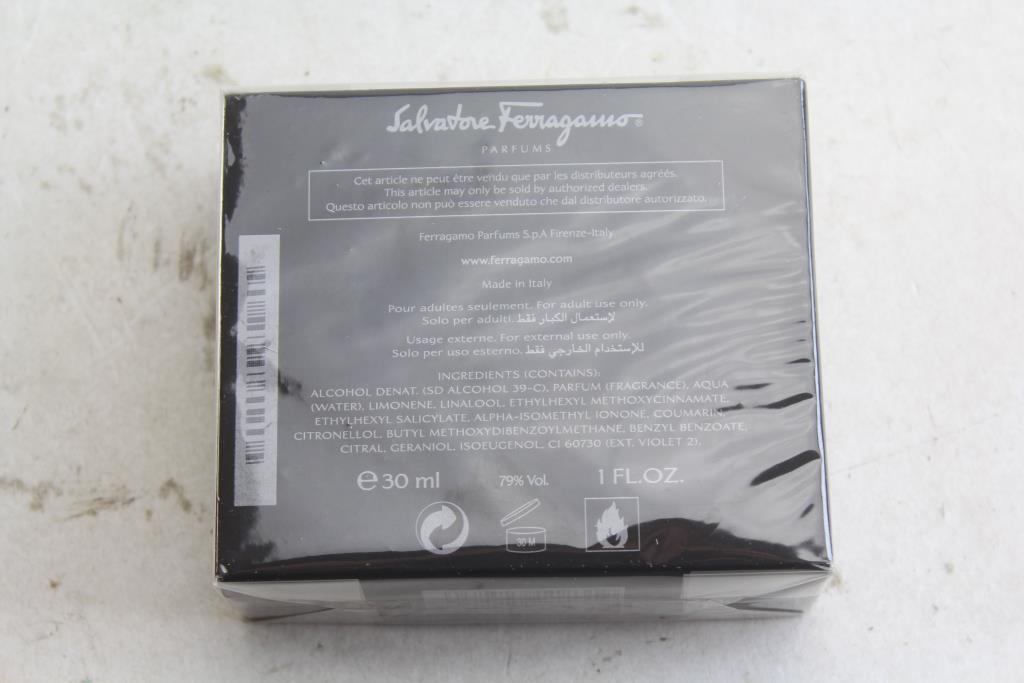 Salvatore Ferragamo®
PARFUMS
Cet article ne peut être vendu que par les distributeurs agréés.
This article may only be sold by authorized dealers.
Questo articolo non può essere venduto che dal distributore autorizzato.
Ferragamo Parfums S.p.A Firenze-Italy
www.ferragamo.com
Made in Italy
Pour adultes seulement. For adult use only.
Solo per adulti. لإستعمال الكبار فقط
Usage externe. For external use only.
Solo per uso esterno. للإستخدام الخارجي فقط
INGREDIENTS (CONTAINS):
ALCOHOL DENAT. (SD ALCOHOL 39-C), PARFUM (FRAGRANCE), AQUA
(WATER), LIMONENE, LINALOOL, ETHYLHEXYL METHOXYCINNAMATE,
ETHYLHEXYL SALICYLATE, ALPHA-ISOMETHYL IONONE, COUMARIN,
CITRONELLOL, BUTYL METHOXYDIBENZOYLMETHANE, BENZYL BENZOATE,
CITRAL, GERANIOL, ISOEUGENOL, CI 60730 (EXT. VIOLET 2).
e 30 ml 79% Vol. 1 FL.OZ.
30 M